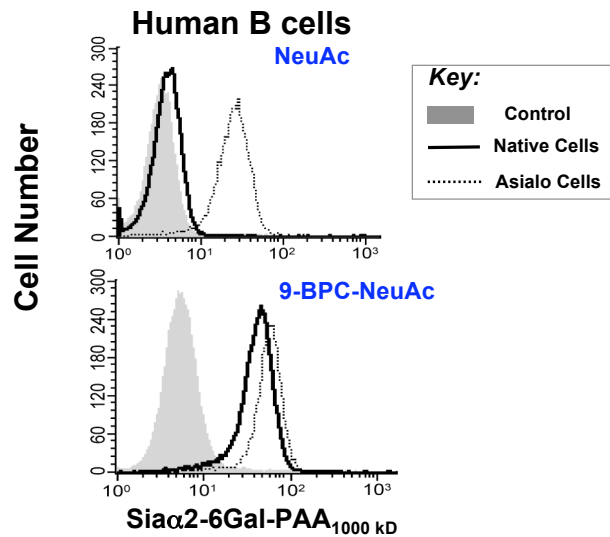 Human B cells
NeuAc
Key:
Control
Native Cells
Asialo Cells
Cell Number
300
240
180
120
60
0
10⁰ 10¹ 10² 10³
9-BPC-NeuAc
300
240
180
120
60
0
10⁰ 10¹ 10² 10³
Siaα2-6Gal-PAA1000 kD